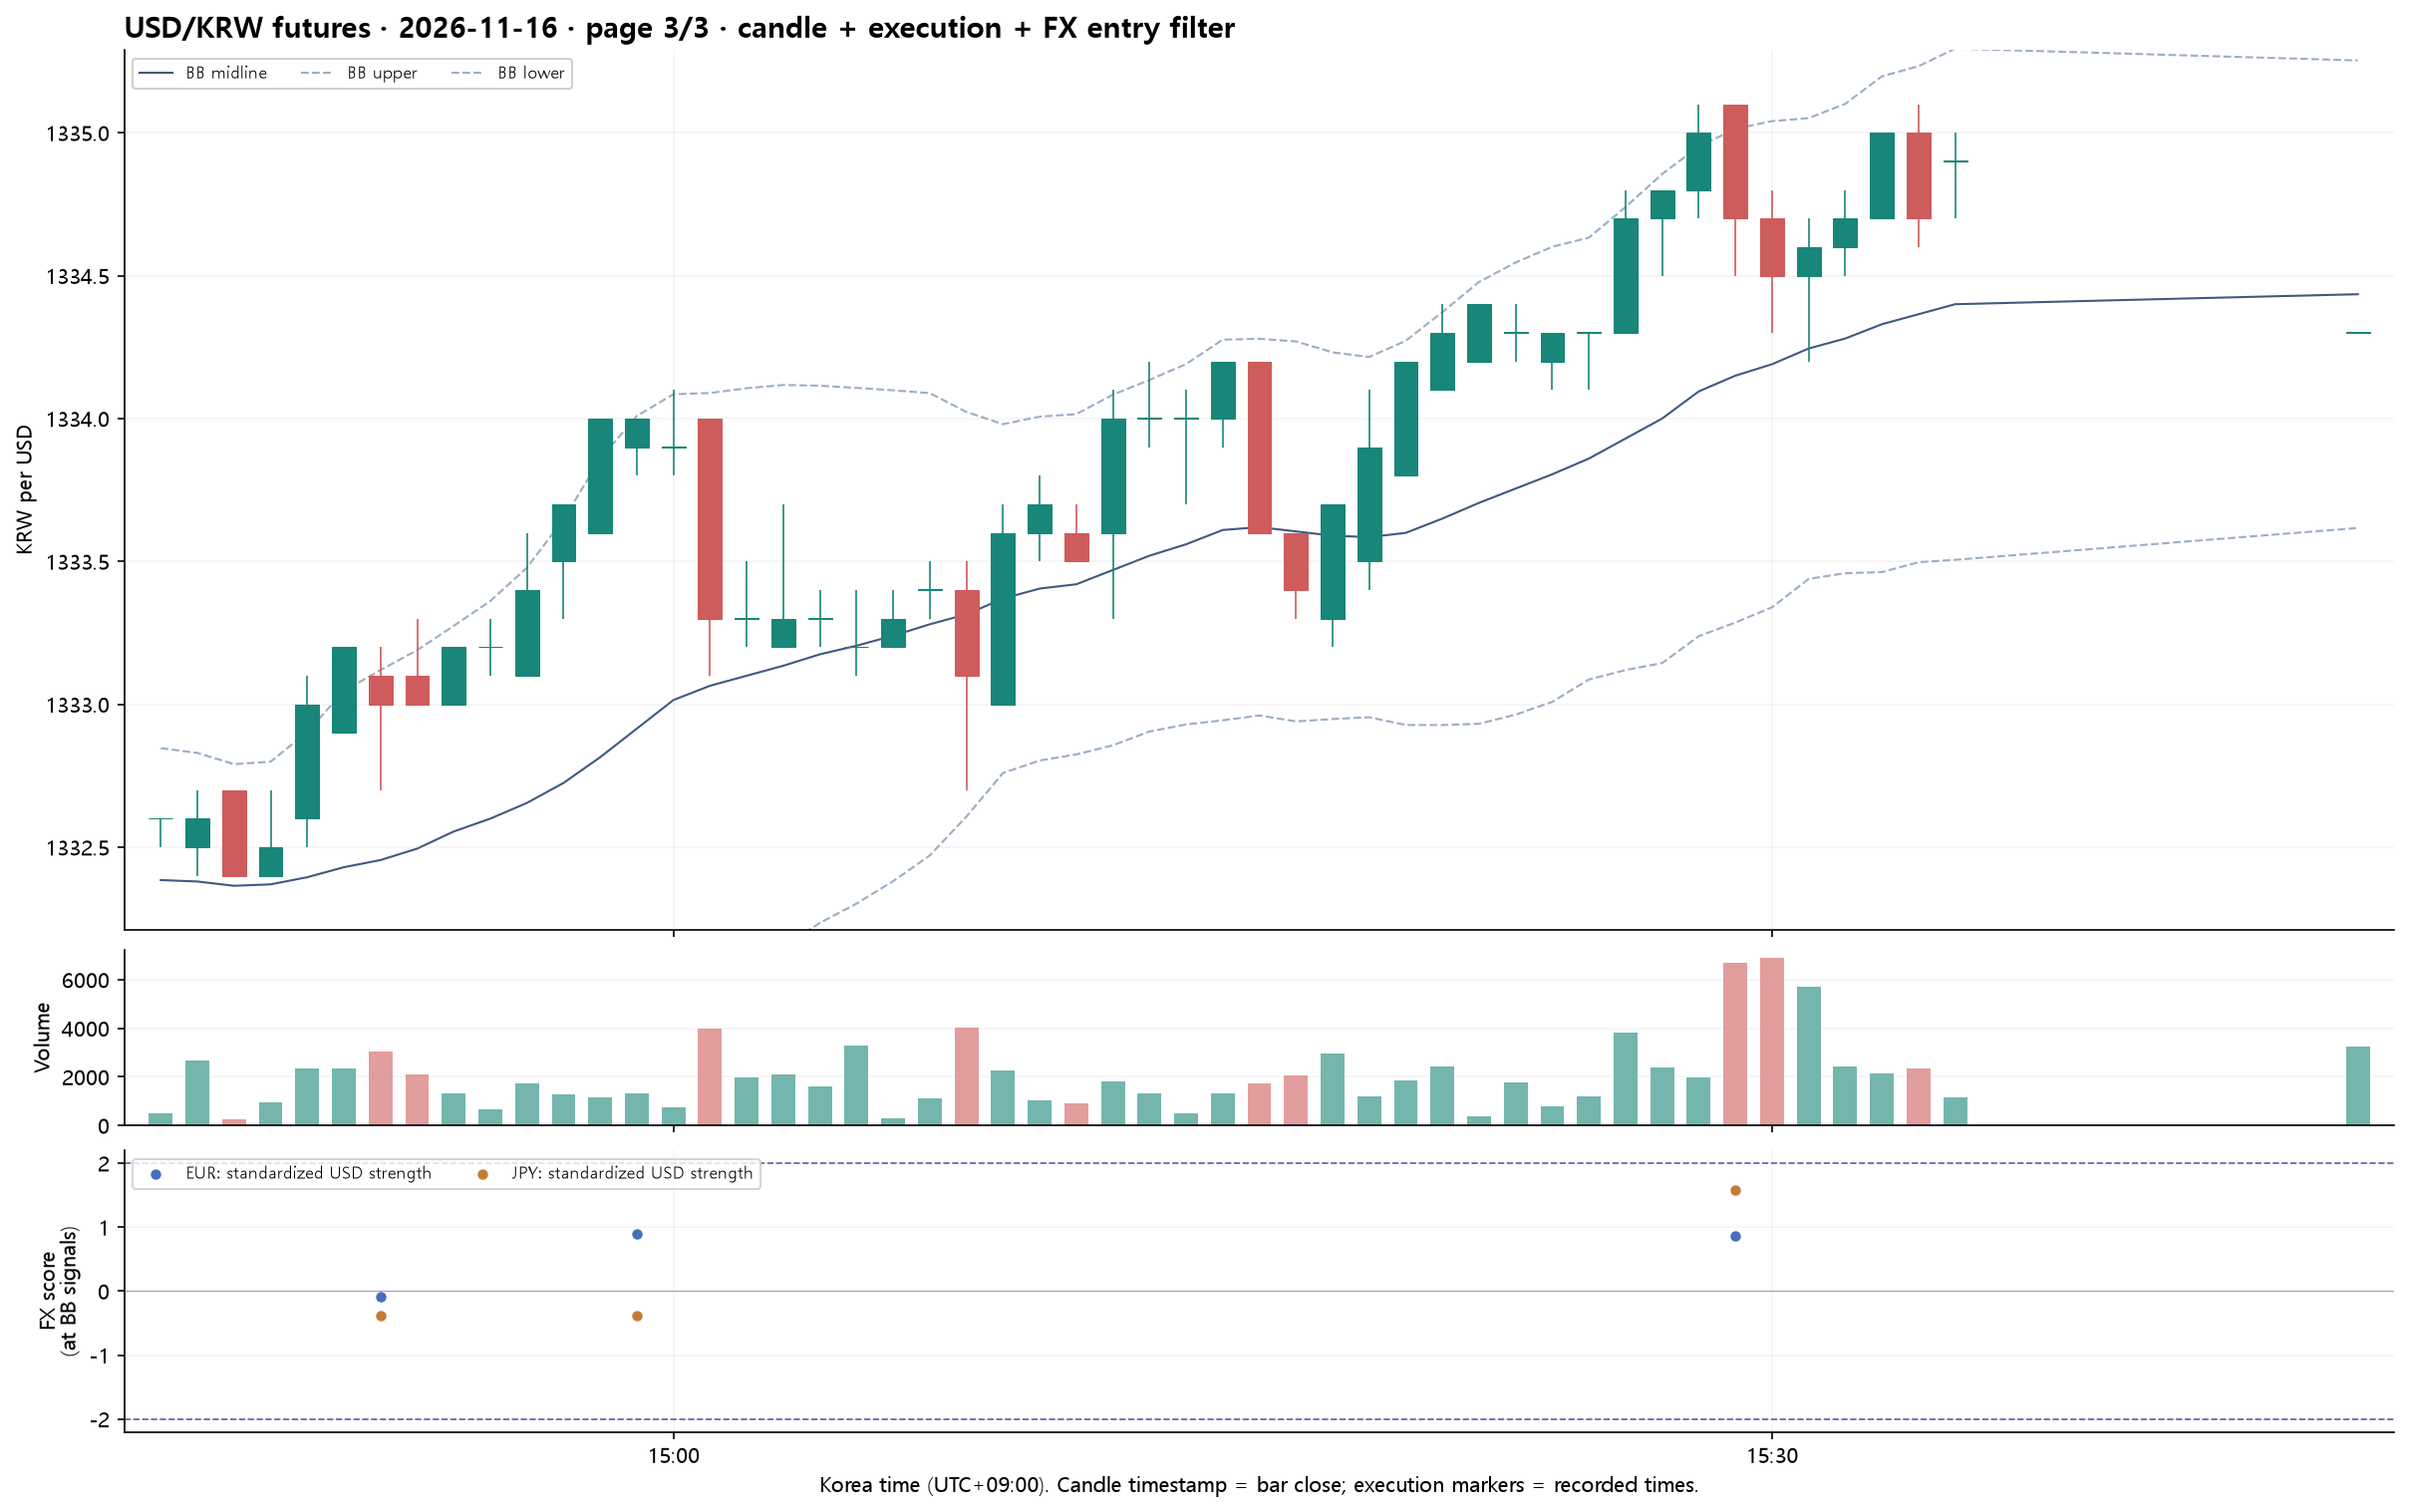 USD/KRW futures · 2026-11-16 · page 3/3 · candle + execution + FX entry filter
BB midline
BB upper
BB lower
1335.0
1334.5
1334.0
1333.5
1333.0
1332.5
KRW per USD
6000
4000
2000
0
Volume
EUR: standardized USD strength
JPY: standardized USD strength
2
1
0
-1
-2
FX score
(at BB signals)
15:00
15:30
Korea time (UTC+09:00). Candle timestamp = bar close; execution markers = recorded times.